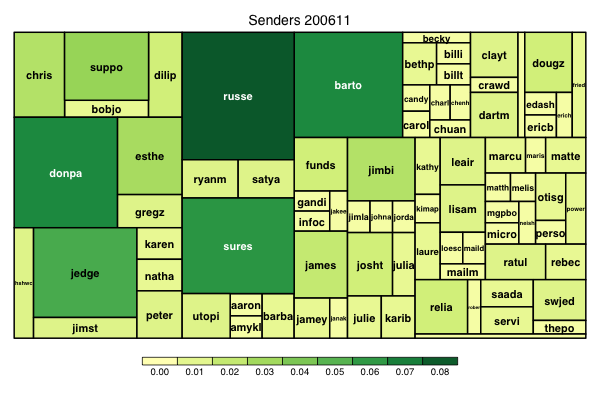 Senders 200611
chris
suppo
bobjo
dilip
donpa
esthe
gregz
jedge
jimst
karen
natha
peter
russe
ryanm
satya
sures
utopi
aaron
amykl
barba
barto
becky
bethp
billi
billt
candy
carol
charl
chenh
chuan
clayt
crawd
dartm
dougz
edash
ericb
erich
fried
funds
gandi
infoc
jakee
james
jamey
janak
jimbi
jimla
johna
jorda
josht
julia
julie
karib
kathy
kimap
laure
leair
lisam
loesc
maild
mailm
marcu
maris
matte
matth
melis
mgpbo
micro
neish
otisg
perso
power
ratul
rebec
relia
rober
saada
servi
swjed
thepo
0.00 0.01 0.02 0.03 0.04 0.05 0.06 0.07 0.08